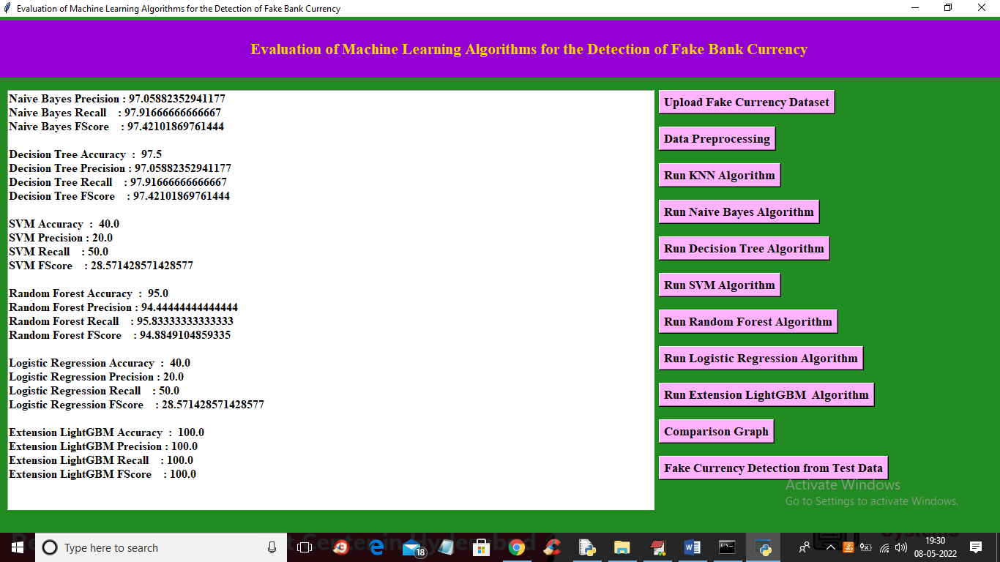 Evaluation of Machine Learning Algorithms for the Detection of Fake Bank Currency
Evaluation of Machine Learning Algorithms for the Detection of Fake Bank Currency
Naive Bayes Precision : 97.05882352941177
Naive Bayes Recall    : 97.91666666666667
Naive Bayes FScore    : 97.42101869761444
Decision Tree Accuracy  :  97.5
Decision Tree Precision : 97.05882352941177
Decision Tree Recall    : 97.91666666666667
Decision Tree FScore    : 97.42101869761444
SVM Accuracy  :  40.0
SVM Precision : 20.0
SVM Recall    : 50.0
SVM FScore    : 28.571428571428577
Random Forest Accuracy  :  95.0
Random Forest Precision : 94.44444444444444
Random Forest Recall    : 95.83333333333333
Random Forest FScore    : 94.8849104859335
Logistic Regression Accuracy  :  40.0
Logistic Regression Precision : 20.0
Logistic Regression Recall    : 50.0
Logistic Regression FScore    : 28.571428571428577
Extension LightGBM Accuracy  :  100.0
Extension LightGBM Precision : 100.0
Extension LightGBM Recall    : 100.0
Extension LightGBM FScore    : 100.0
Upload Fake Currency Dataset
Data Preprocessing
Run KNN Algorithm
Run Naive Bayes Algorithm
Run Decision Tree Algorithm
Run SVM Algorithm
Run Random Forest Algorithm
Run Logistic Regression Algorithm
Run Extension LightGBM  Algorithm
Comparison Graph
Fake Currency Detection from Test Data
Activate Windows
Go to Settings to activate Windows.
Type here to search
18
19:30
08-05-2022